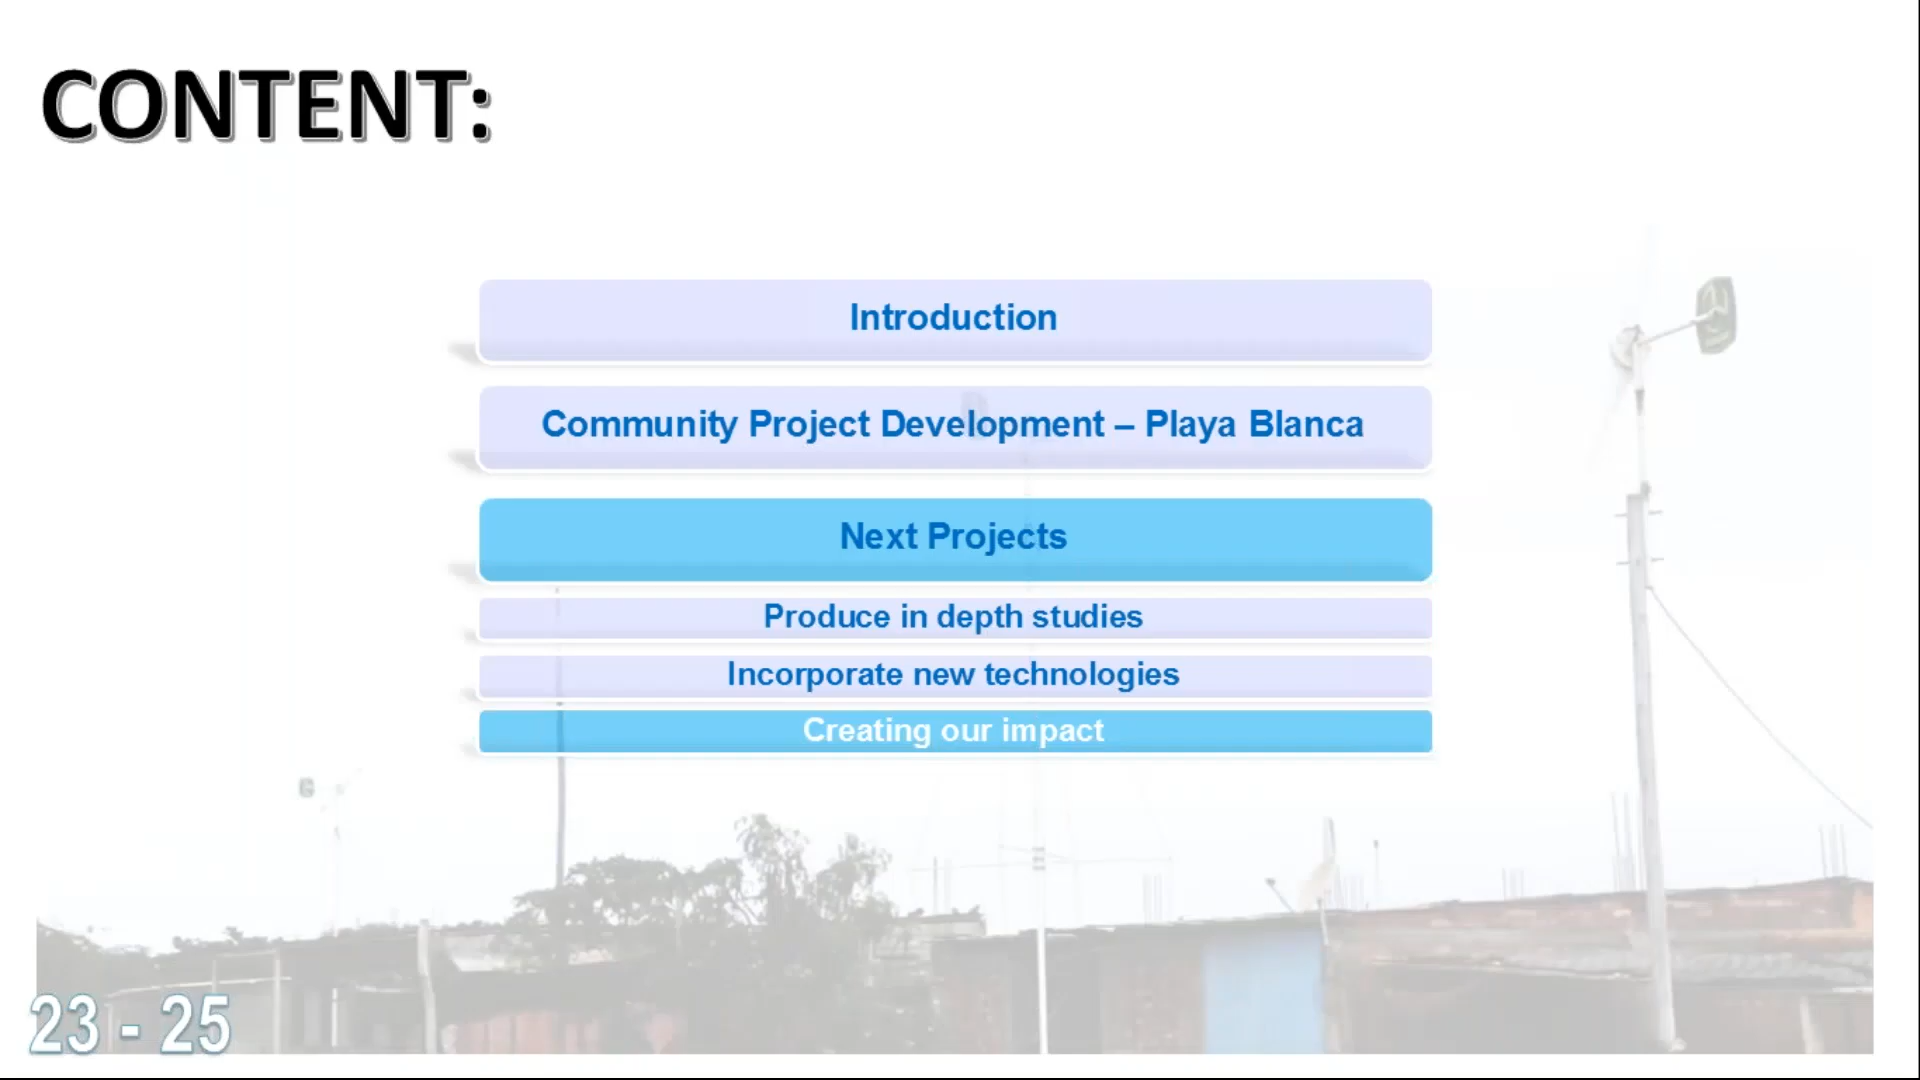 CONTENT:
Introduction
Community Project Development – Playa Blanca
Next Projects
Produce in depth studies
Incorporate new technologies
Creating our impact
23 - 25